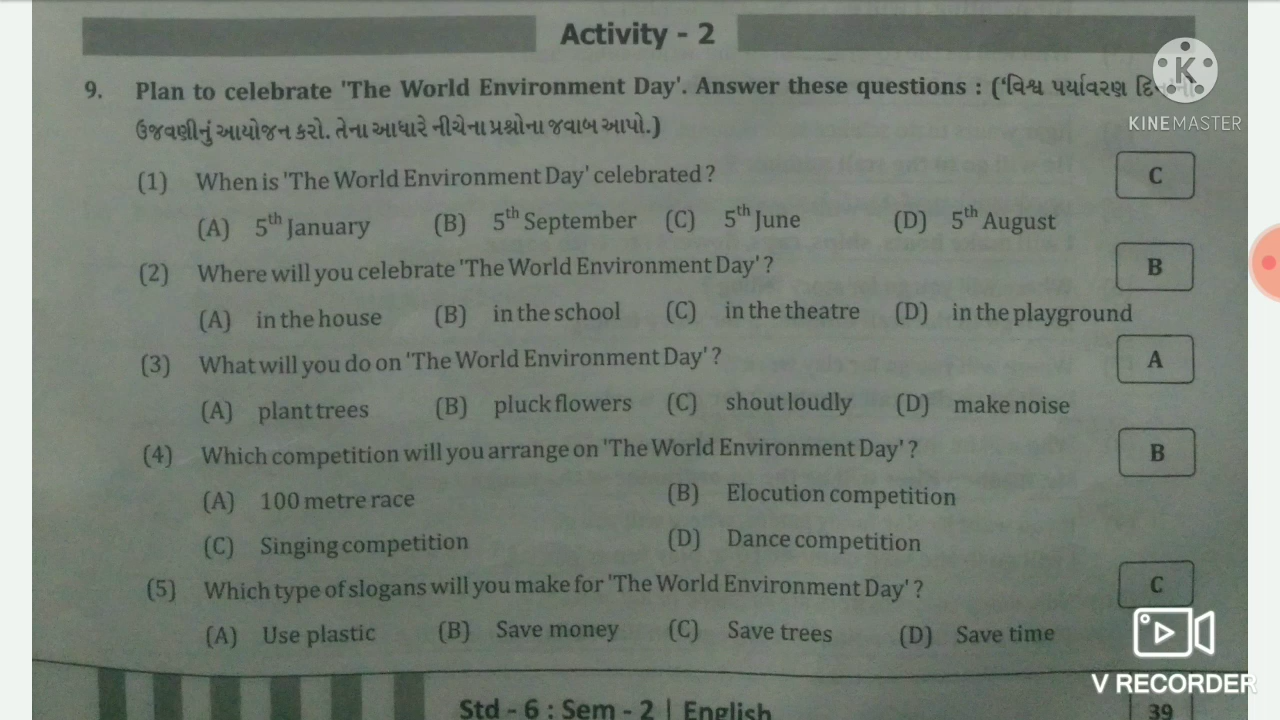 Activity - 2
9. Plan to celebrate 'The World Environment Day'. Answer these questions : ('વિશ્વ પર્યાવરણ
ઉજવણીનું આયોજન કરો. તેના આધારે નીચેના પ્રશ્નોના જવાબ આપો.)
K
KINEMASTER
(1) When is 'The World Environment Day' celebrated ? C
(A) 5th January (B) 5th September (C) 5th June (D) 5th August
(2) Where will you celebrate 'The World Environment Day' ? B
(A) in the house (B) in the school (C) in the theatre (D) in the playground
(3) What will you do on 'The World Environment Day' ? A
(A) plant trees (B) pluck flowers (C) shout loudly (D) make noise
(4) Which competition will you arrange on 'The World Environment Day' ? B
(A) 100 metre race (B) Elocution competition
(C) Singing competition (D) Dance competition
(5) Which type of slogans will you make for 'The World Environment Day' ? C
(A) Use plastic (B) Save money (C) Save trees (D) Save time
V RECORDER
Std - 6 : Sem - 2 | English 39